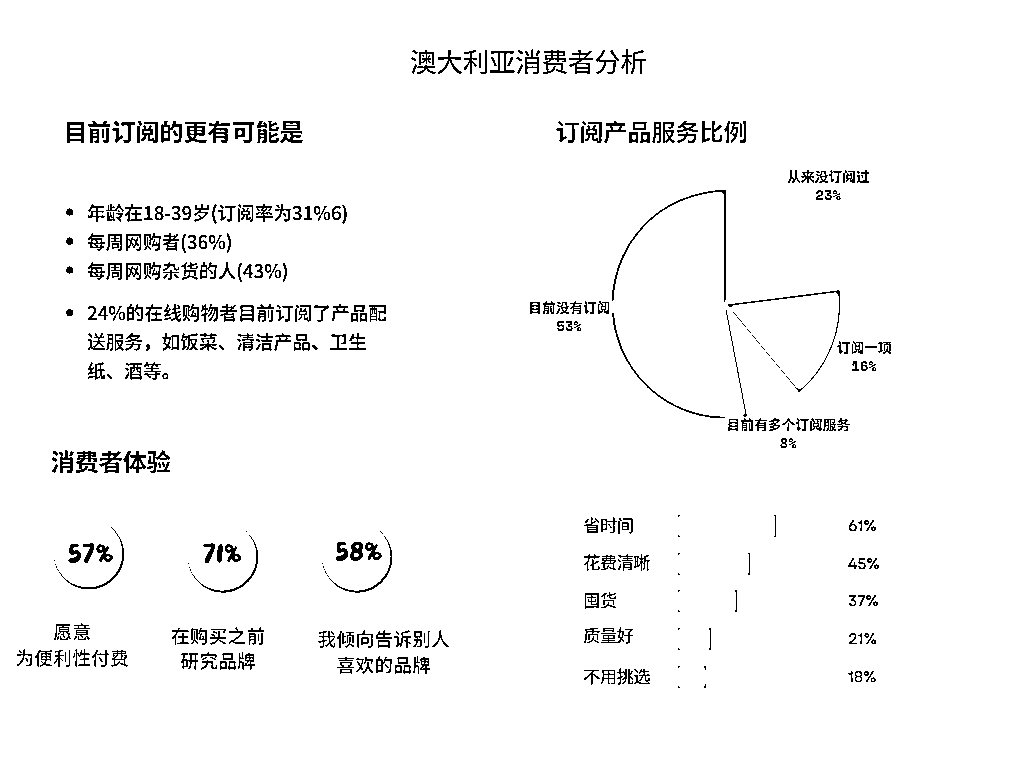 澳大利亚消费者分析
目前订阅的更有可能是
• 年龄在18-39岁(订阅率为31%6)
• 每周网购者(36%)
• 每周网购杂货的人(43%)
• 24%的在线购物者目前订阅了产品配
送服务，如饭菜、清洁产品、卫生
纸、酒等。
订阅产品服务比例
从来没订阅过
23%
目前没有订阅
53%
订阅一项
16%
目前有多个订阅服务
8%
消费者体验
57%
愿意
为便利性付费
71%
在购买之前
研究品牌
58%
我倾向告诉别人
喜欢的品牌
省时间 61%
花费清晰 45%
囤货 37%
质量好 21%
不用挑选 18%